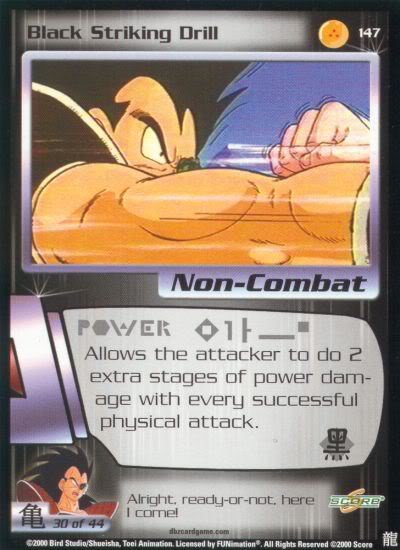 Black Striking Drill
147
Non-Combat
POWER
Allows the attacker to do 2
extra stages of power dam-
age with every successful
physical attack.
黒
Alright, ready-or-not, here
I come!
SCORE
亀
30 of 44
dbzcardgame.com
©2000 Bird Studio/Shueisha, Toei Animation. Licensed by FUNimation®. All Rights Reserved. ©2000 Score
龍